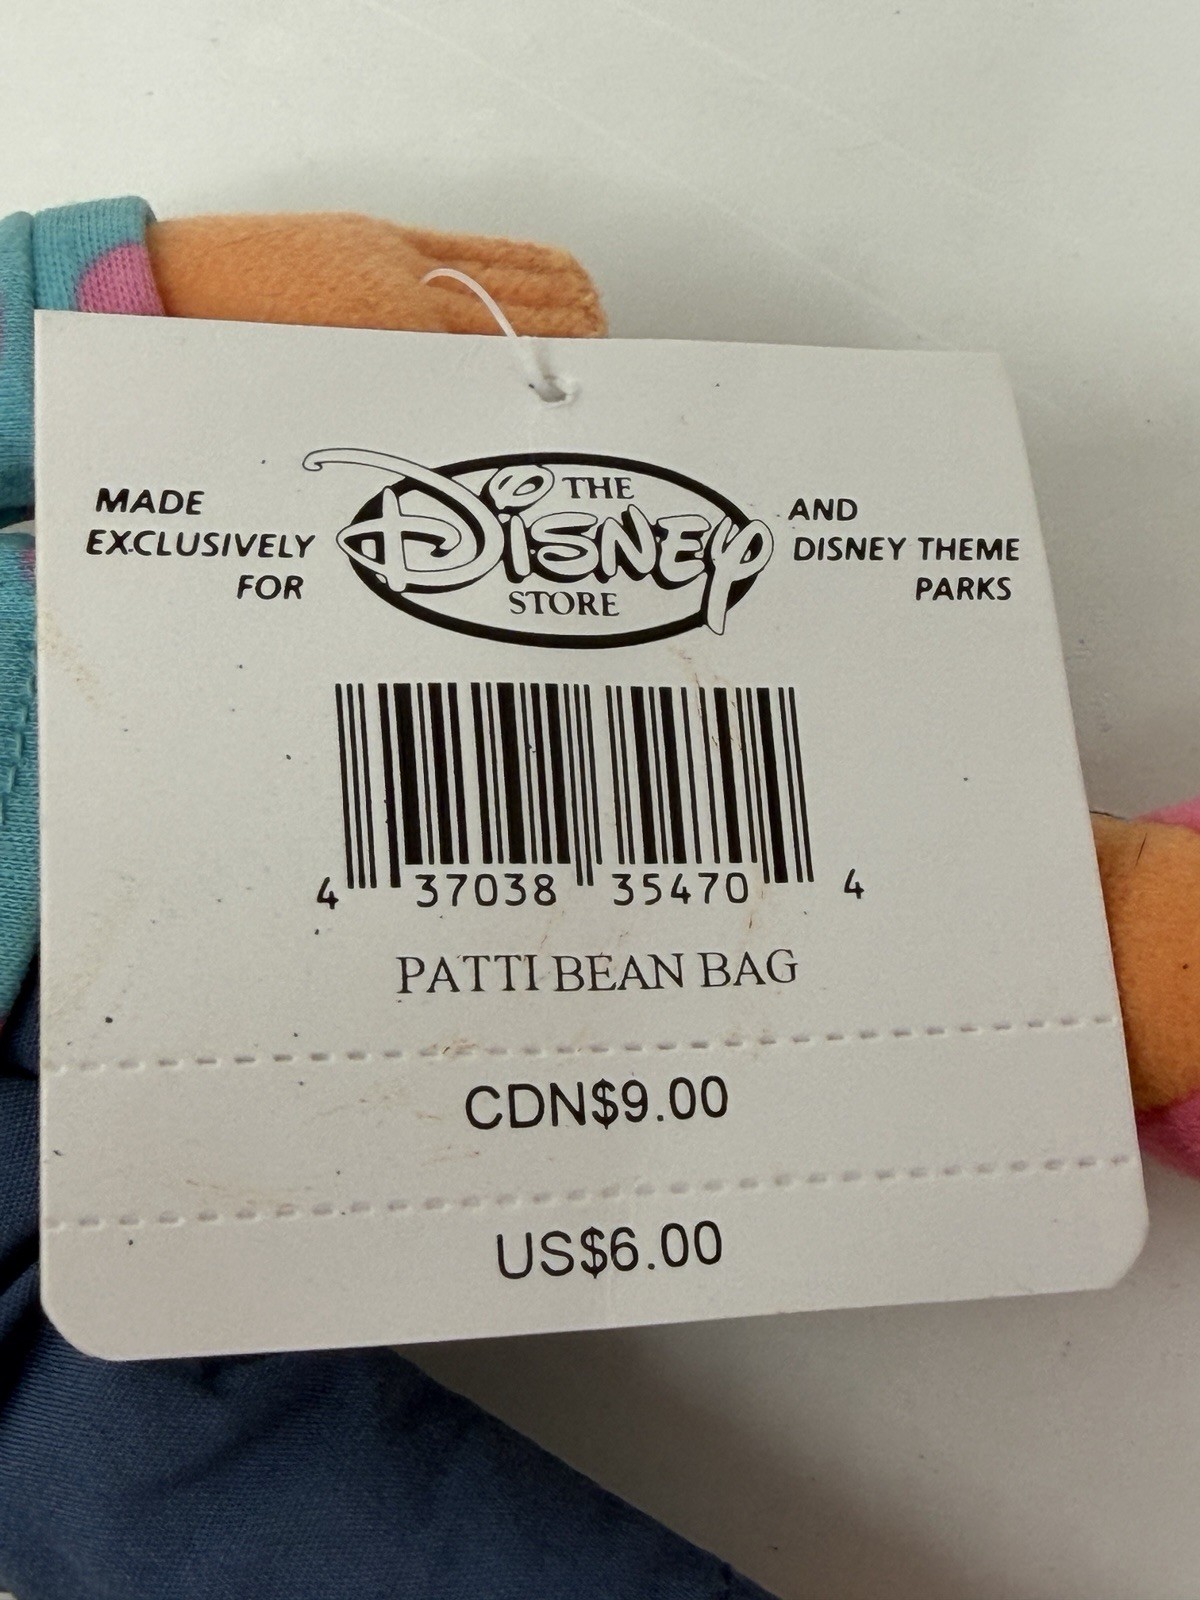 MADE
EXCLUSIVELY
FOR
THE
DISNEY
STORE
AND
DISNEY THEME
PARKS
4 37038 35470 4
PATTI BEAN BAG
CDN$9.00
US$6.00